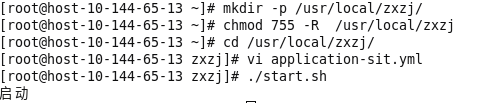 [root@host-10-144-65-13 ~]# mkdir -p /usr/local/zxzj/
[root@host-10-144-65-13 ~]# chmod 755 -R  /usr/local/zxzj
[root@host-10-144-65-13 ~]# cd /usr/local/zxzj/
[root@host-10-144-65-13 zxzj]# vi application-sit.yml
[root@host-10-144-65-13 zxzj]# ./start.sh
启动